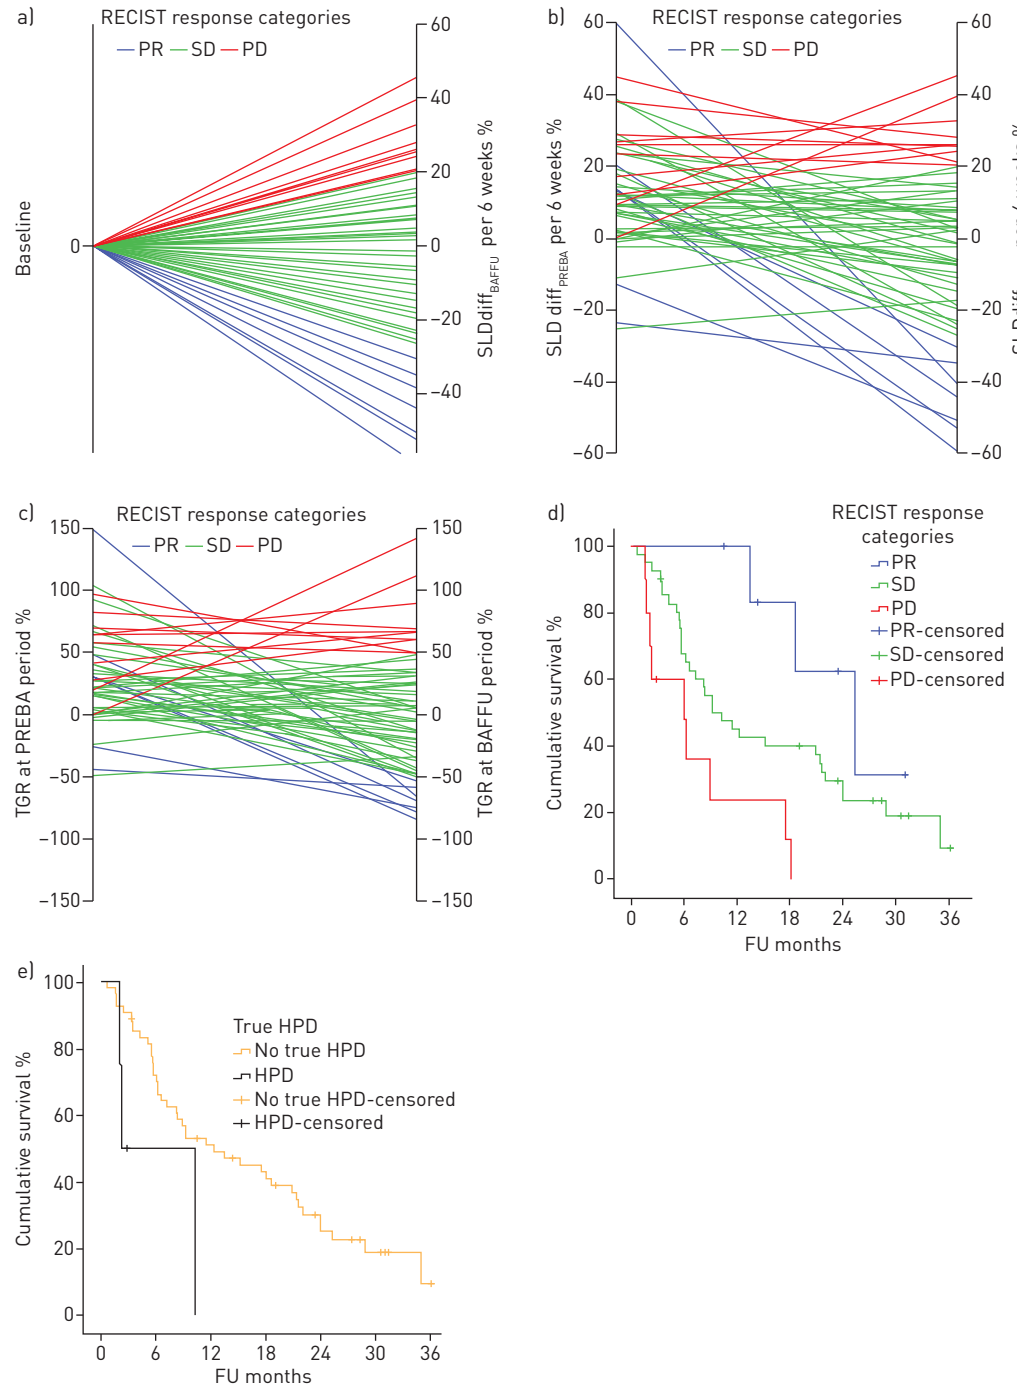 a)
RECIST response categories
PR SD PD
Baseline
0
60
40
20
0
−20
−40
SLD diff BAFFU per 6 weeks %
b)
RECIST response categories
PR SD PD
SLD diff PREBA per 6 weeks %
60
40
20
0
−20
−40
−60
60
40
20
0
−20
−40
−60
c)
RECIST response categories
PR SD PD
TGR at PREBA period %
150
100
50
0
−50
−100
−150
150
100
50
0
−50
−100
−150
TGR at BAFFU period %
d)
RECIST response
categories
PR
SD
PD
PR-censored
SD-censored
PD-censored
Cumulative survival %
100
80
60
40
20
0
0 6 12 18 24 30 36
FU months
e)
True HPD
No true HPD
HPD
No true HPD-censored
HPD-censored
Cumulative survival %
100
80
60
40
20
0
0 6 12 18 24 30 36
FU months